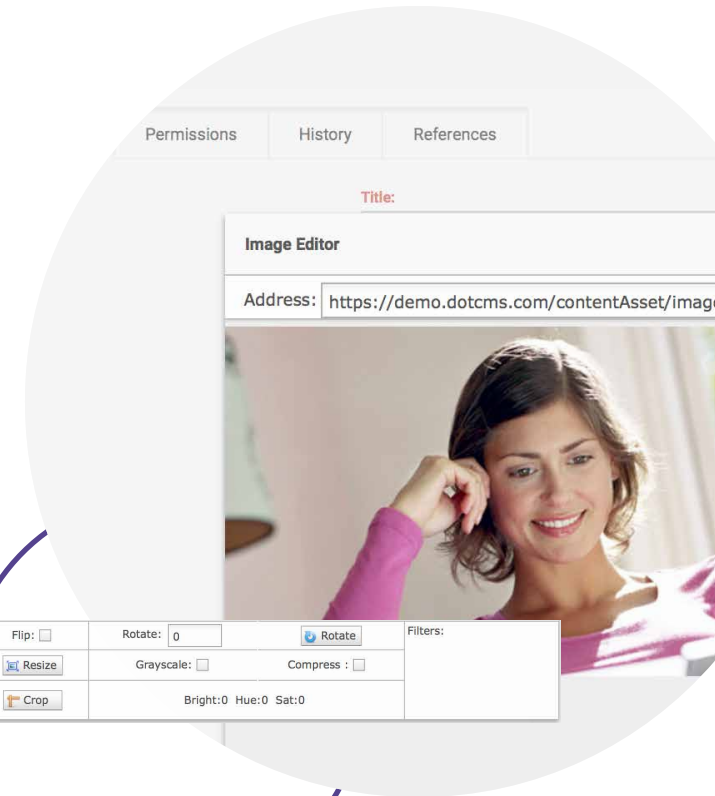 Permissions History References
Title:
Image Editor
Address: https://demo.dotcms.com/contentAsset/image
Flip: Rotate: 0 Rotate Filters:
Resize Grayscale: Compress :
Crop Bright:0 Hue:0 Sat:0